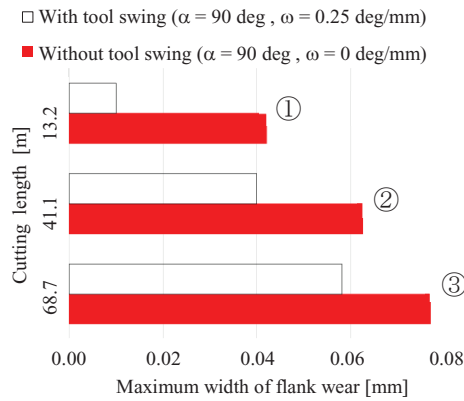 With tool swing (α = 90 deg , ω = 0.25 deg/mm)
Without tool swing (α = 90 deg , ω = 0 deg/mm)
Cutting length [m]
13.2
①
41.1
②
68.7
③
0.00 0.02 0.04 0.06 0.08
Maximum width of flank wear [mm]